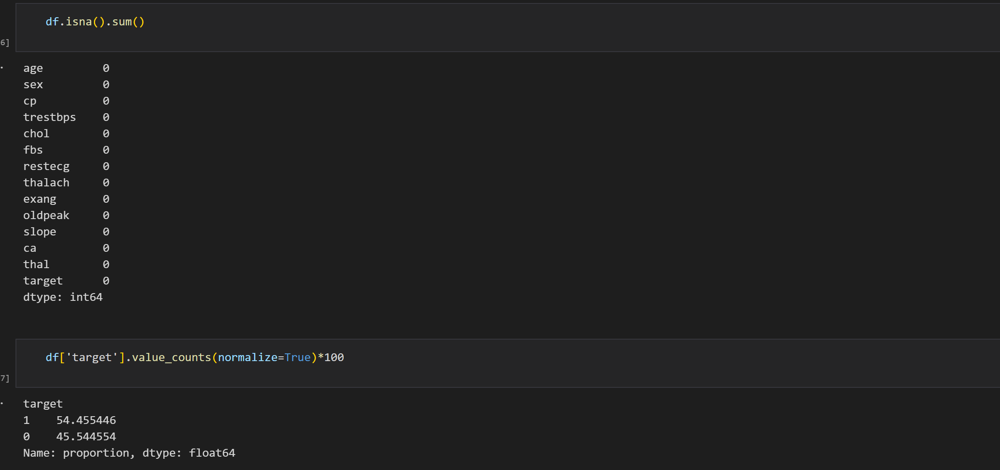 df.isna().sum()
6]
age 0
sex 0
cp 0
trestbps 0
chol 0
fbs 0
restecg 0
thalach 0
exang 0
oldpeak 0
slope 0
ca 0
thal 0
target 0
dtype: int64
df['target'].value_counts(normalize=True)*100
7]
target
1 54.455446
0 45.544554
Name: proportion, dtype: float64